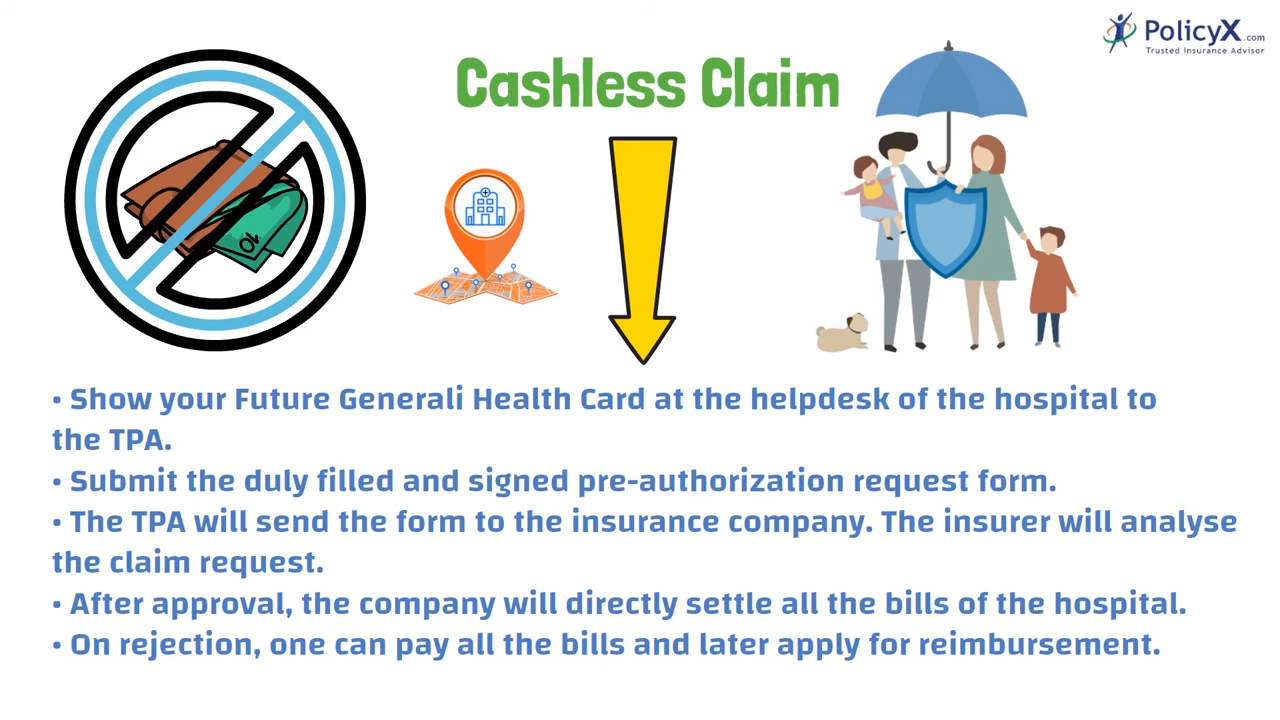 PolicyX.com
Trusted Insurance Advisor
Cashless Claim
10
• Show your Future Generali Health Card at the helpdesk of the hospital to
the TPA.
• Submit the duly filled and signed pre-authorization request form.
• The TPA will send the form to the insurance company. The insurer will analyse
the claim request.
• After approval, the company will directly settle all the bills of the hospital.
• On rejection, one can pay all the bills and later apply for reimbursement.